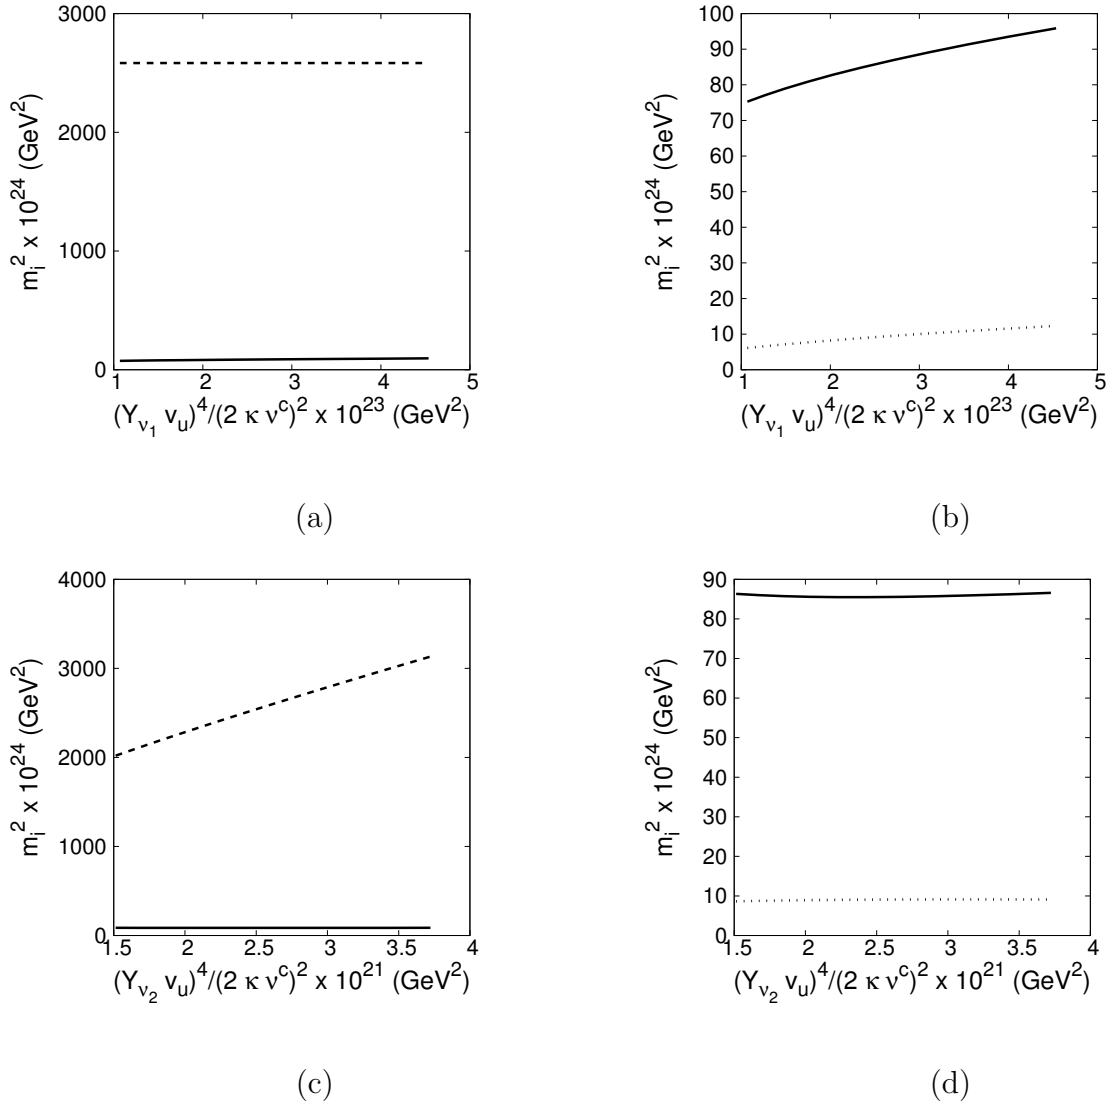 3000
2000
1000
0
1 2 3 4 5
m_i^2 x 10^24 (GeV^2)
(Y_ν1 v_u)^4/(2 κ ν^c)^2 x 10^23 (GeV^2)
(a)
100
90
80
70
60
50
40
30
20
10
0
1 2 3 4 5
m_i^2 x 10^24 (GeV^2)
(Y_ν1 v_u)^4/(2 κ ν^c)^2 x 10^23 (GeV^2)
(b)
4000
3000
2000
1000
0
1.5 2 2.5 3 3.5 4
m_i^2 x 10^24 (GeV^2)
(Y_ν2 v_u)^4/(2 κ ν^c)^2 x 10^21 (GeV^2)
(c)
90
80
70
60
50
40
30
20
10
0
1.5 2 2.5 3 3.5 4
m_i^2 x 10^24 (GeV^2)
(Y_ν2 v_u)^4/(2 κ ν^c)^2 x 10^21 (GeV^2)
(d)